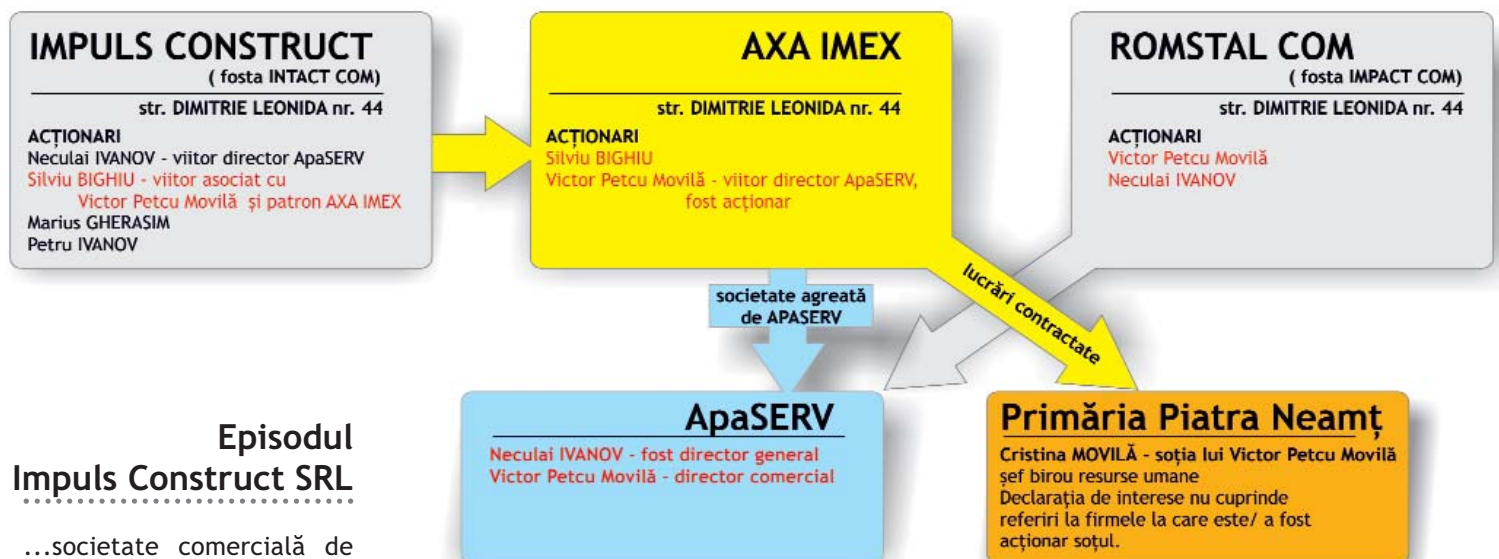 IMPULS CONSTRUCT
( fosta INTACT COM)
str. DIMITRIE LEONIDA nr. 44
ACȚIONARI
Neculai IVANOV - viitor director ApaSERV
Silviu BIGHIU - viitor asociat cu
Victor Petcu Movilă și patron AXA IMEX
Marius GHERASIM
Petru IVANOV
AXA IMEX
str. DIMITRIE LEONIDA nr. 44
ACȚIONARI
Silviu BIGHIU
Victor Petcu Movilă - viitor director ApaSERV,
fost acționar
ROMSTAL COM
( fosta IMPACT COM)
str. DIMITRIE LEONIDA nr. 44
ACȚIONARI
Victor Petcu Movilă
Neculai IVANOV
societate agreată
de APASERV
lucrări contractate
ApaSERV
Neculai IVANOV - fost director general
Victor Petcu Movilă - director comercial
Primăria Piatra Neamț
Cristina MOVILĂ - soția lui Victor Petcu Movilă
șef birou resurse umane
Declarația de interese nu cuprinde
referiri la firmele la care este/ a fost
acționar soțul.
Episodul
Impuls Construct SRL
...societate comercială de